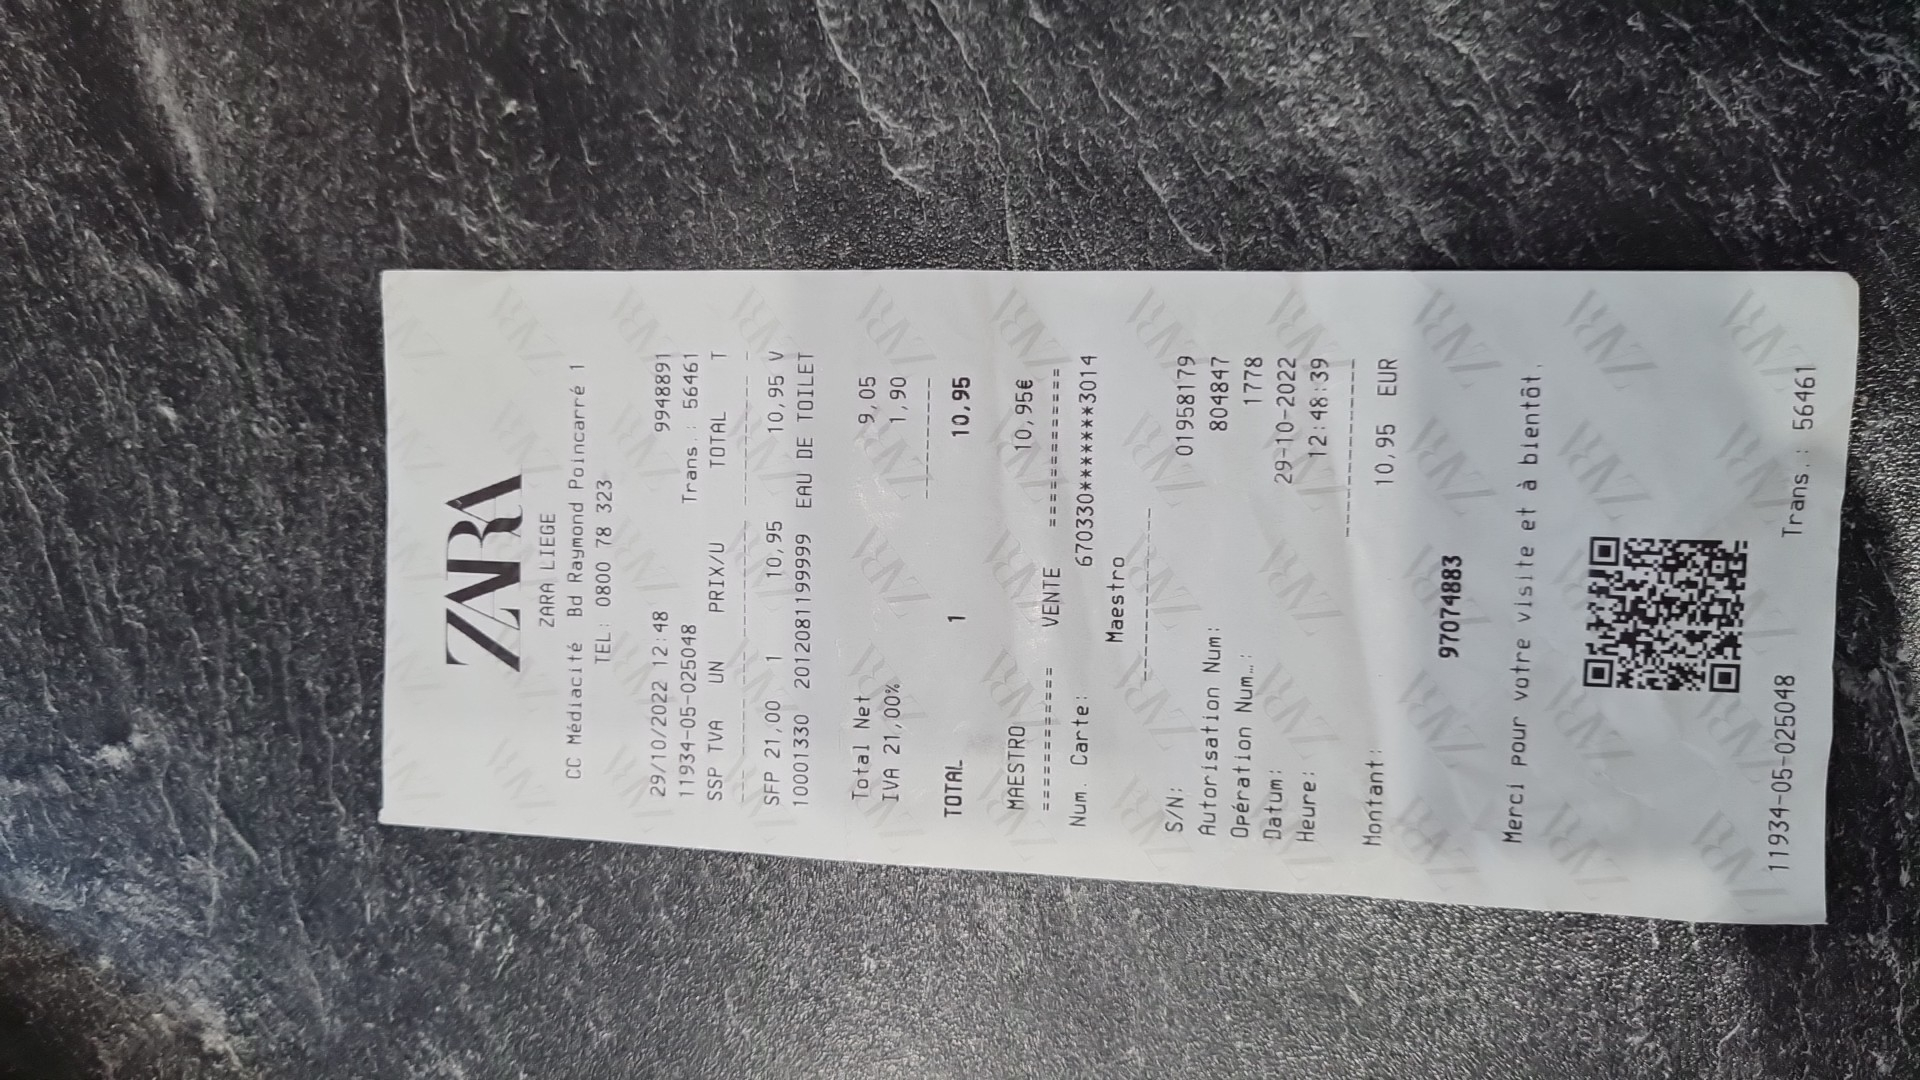 ZARA
ZARA LIEGE
CC Médiacité Bd Raymond Poincarré 1
TEL: 0800 78 323
29/10/2022 12:48 9948891
11934-05-025048 Trans.: 56461
SSP TVA UN PRIX/U TOTAL T
SFP 21,00 1 10,95 10,95 V
10001330 2012081199999 EAU DE TOILET
Total Net 9,05
IVA 21,00% 1,90
TOTAL 1 10,95
MAESTRO 10,95€
=========== VENTE ============
Num. Carte: 670330*******3014
Maestro
S/N: 01958179
Autorisation Num: 804847
Opération Num…: 1778
Datum: 29-10-2022
Heure: 12:48:39
Montant: 10,95 EUR
97074883
Merci pour votre visite et à bientôt.
11934-05-025048 Trans.: 56461